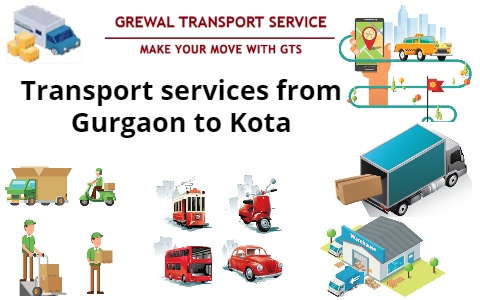 GREWAL TRANSPORT SERVICE
MAKE YOUR MOVE WITH GTS
Transport services from
Gurgaon to Kota
Warehouse